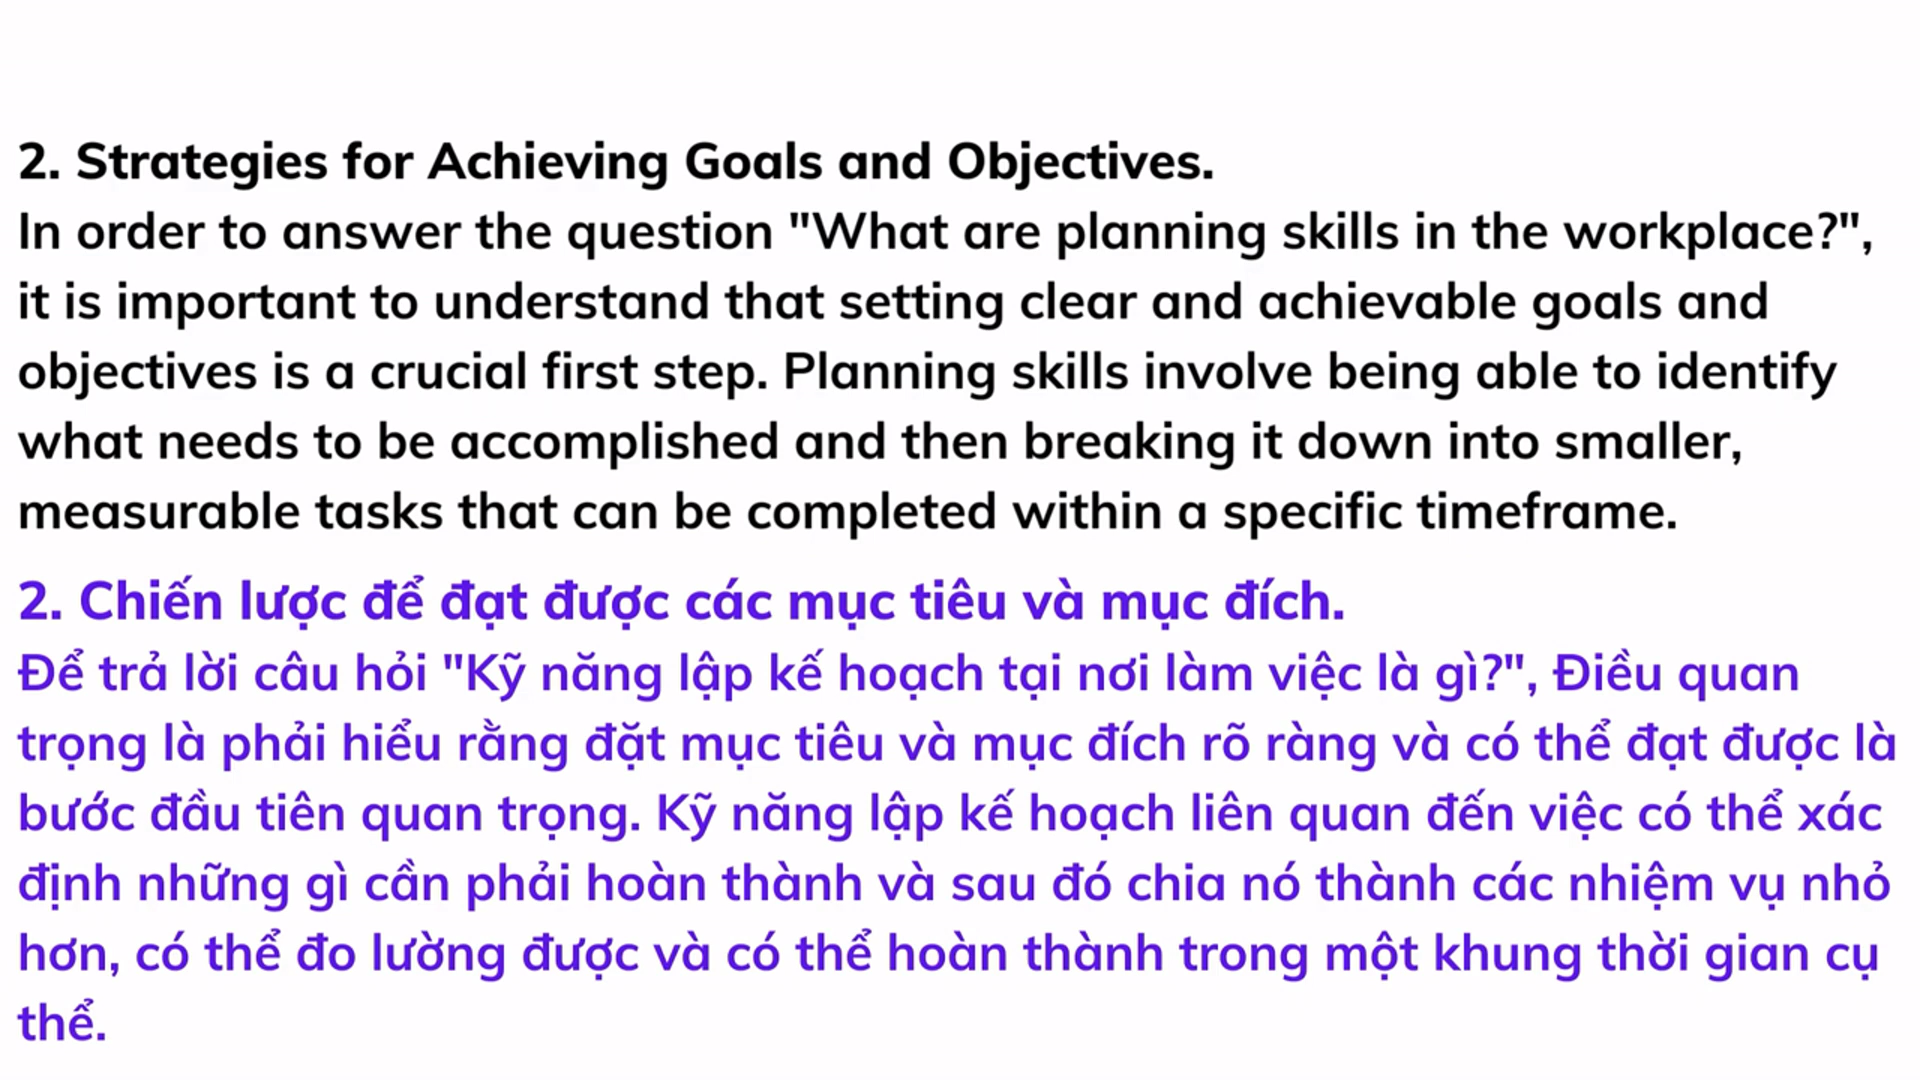 2. Strategies for Achieving Goals and Objectives.
In order to answer the question "What are planning skills in the workplace?",
it is important to understand that setting clear and achievable goals and
objectives is a crucial first step. Planning skills involve being able to identify
what needs to be accomplished and then breaking it down into smaller,
measurable tasks that can be completed within a specific timeframe.
2. Chiến lược để đạt được các mục tiêu và mục đích.
Để trả lời câu hỏi "Kỹ năng lập kế hoạch tại nơi làm việc là gì?", Điều quan
trọng là phải hiểu rằng đặt mục tiêu và mục đích rõ ràng và có thể đạt được là
bước đầu tiên quan trọng. Kỹ năng lập kế hoạch liên quan đến việc có thể xác
định những gì cần phải hoàn thành và sau đó chia nó thành các nhiệm vụ nhỏ
hơn, có thể đo lường được và có thể hoàn thành trong một khung thời gian cụ
thể.